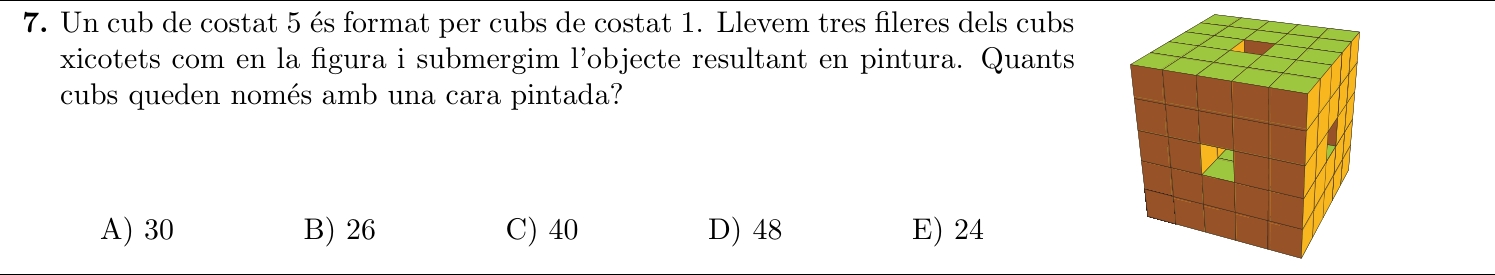 7. Un cub de costat 5 és format per cubs de costat 1. Llevem tres fileres dels cubs
xicotets com en la figura i submergim l'objecte resultant en pintura. Quants
cubs queden només amb una cara pintada?
A) 30 B) 26 C) 40 D) 48 E) 24